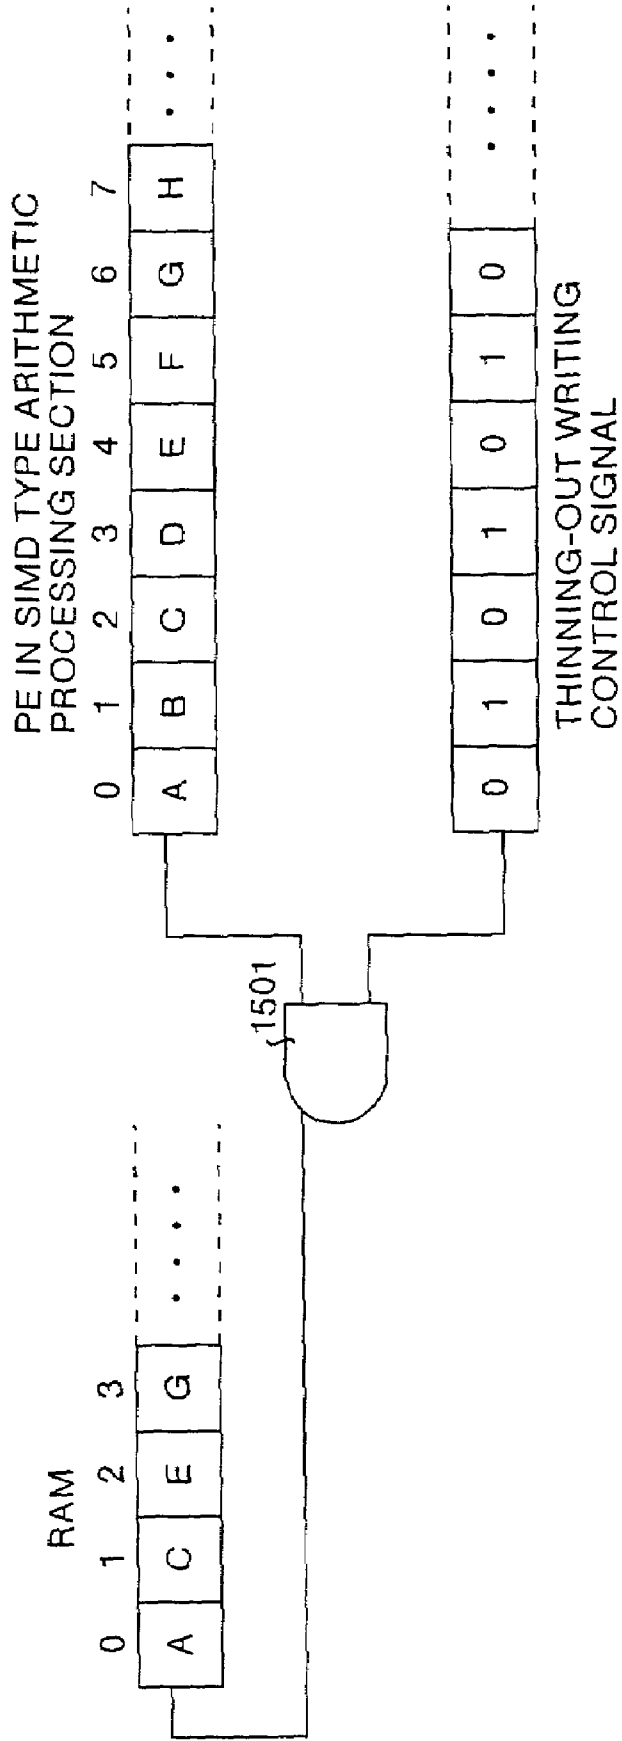 RAM
0 1 2 3
A C E G
1501
PE IN SIMD TYPE ARITHMETIC
PROCESSING SECTION
0 1 2 3 4 5 6 7
A B C D E F G H
0 1 0 1 0 1 0
THINNING-OUT WRITING
CONTROL SIGNAL